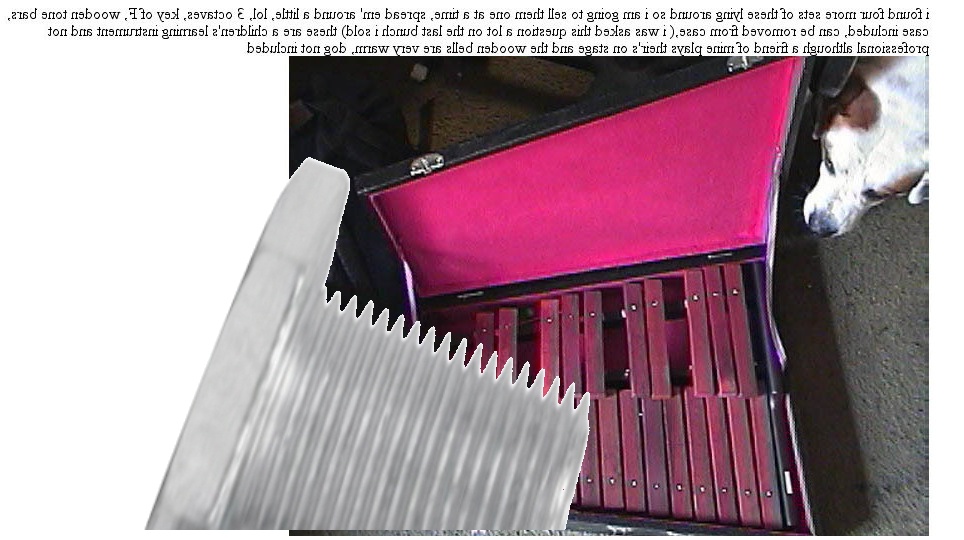 i found four more sets of these lying around so i am going to sell them one at a time, spread em' around a little, lol, 3 octaves, key of F, wooden tone bars,
case included, can be removed from case,( i was asked this question a lot on the last bunch i sold) these are a children's learning instrument and not
professional although a friend of mine plays their's on stage and the wooden bells are very warm, dog not included